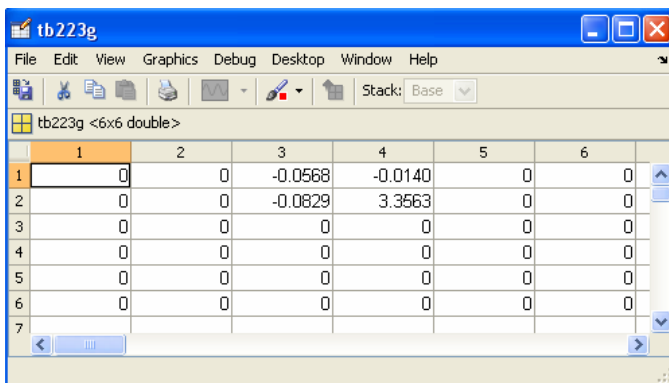 tb223g
File Edit View Graphics Debug Desktop Window Help
Stack: Base
tb223g <6x6 double>
1 2 3 4 5 6
1 0 0 -0.0568 -0.0140 0 0
2 0 0 -0.0829 3.3563 0 0
3 0 0 0 0 0 0
4 0 0 0 0 0 0
5 0 0 0 0 0 0
6 0 0 0 0 0 0
7